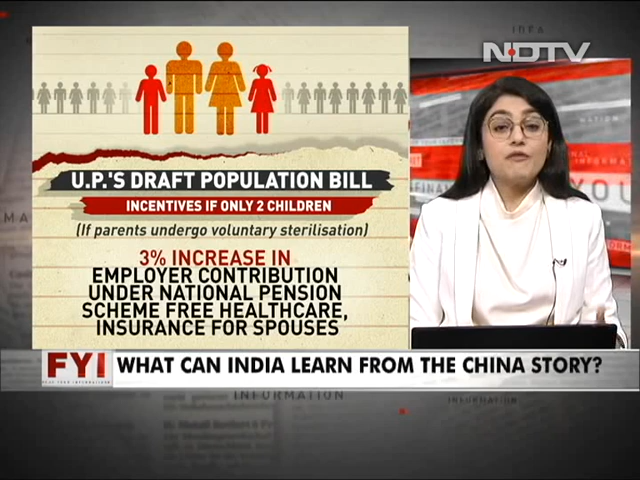 NDTV
U.P.'S DRAFT POPULATION BILL
INCENTIVES IF ONLY 2 CHILDREN
(If parents undergo voluntary sterilisation)
3% INCREASE IN
EMPLOYER CONTRIBUTION
UNDER NATIONAL PENSION
SCHEME FREE HEALTHCARE,
INSURANCE FOR SPOUSES
FYI WHAT CAN INDIA LEARN FROM THE CHINA STORY?
INFORMATION